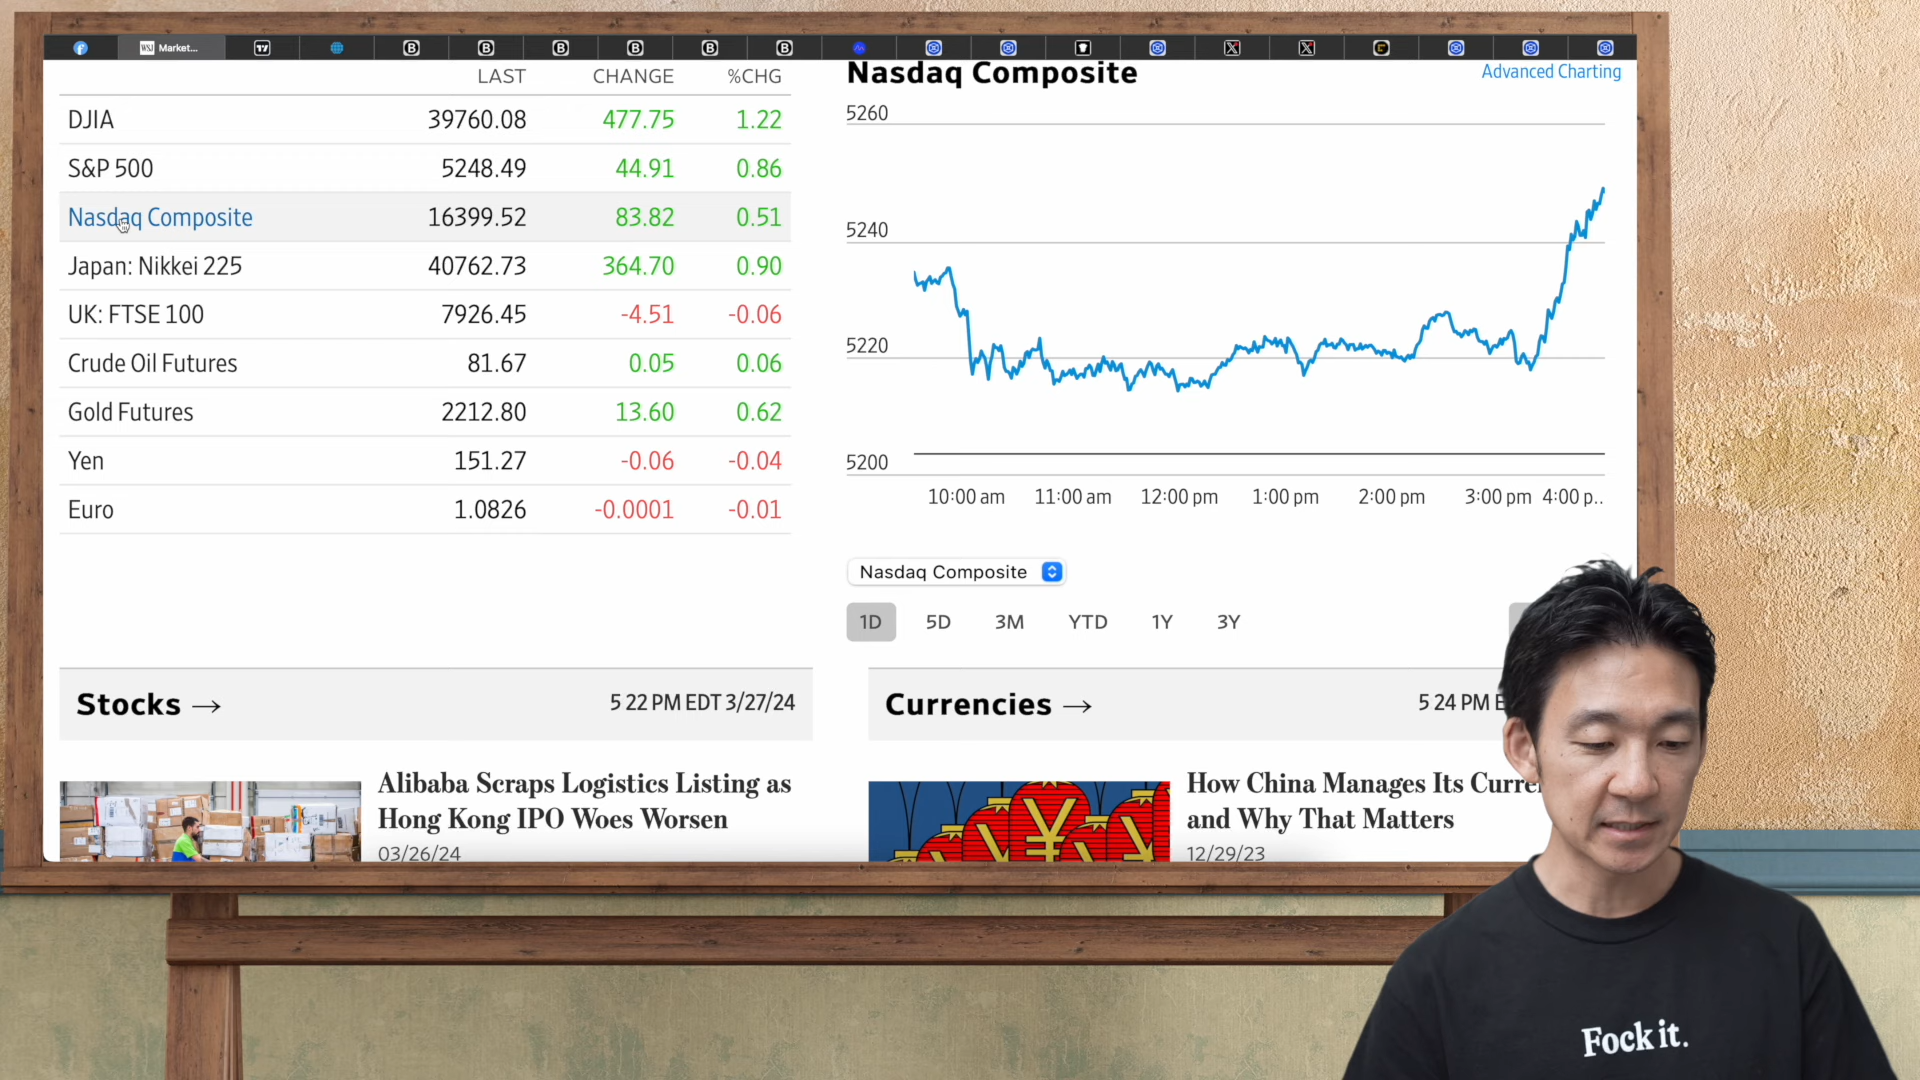 Market...
LAST CHANGE %CHG
DJIA 39760.08 477.75 1.22
S&P 500 5248.49 44.91 0.86
Nasdaq Composite 16399.52 83.82 0.51
Japan: Nikkei 225 40762.73 364.70 0.90
UK: FTSE 100 7926.45 -4.51 -0.06
Crude Oil Futures 81.67 0.05 0.06
Gold Futures 2212.80 13.60 0.62
Yen 151.27 -0.06 -0.04
Euro 1.0826 -0.0001 -0.01
Nasdaq Composite
Advanced Charting
5260
5240
5220
5200
10:00 am 11:00 am 12:00 pm 1:00 pm 2:00 pm 3:00 pm 4:00 p..
Nasdaq Composite
1D 5D 3M YTD 1Y 3Y
Stocks →
5 22 PM EDT 3/27/24
Currencies →
5 24 PM E
Alibaba Scraps Logistics Listing as
Hong Kong IPO Woes Worsen
03/26/24
How China Manages Its Curre
and Why That Matters
12/29/23
Fock it.